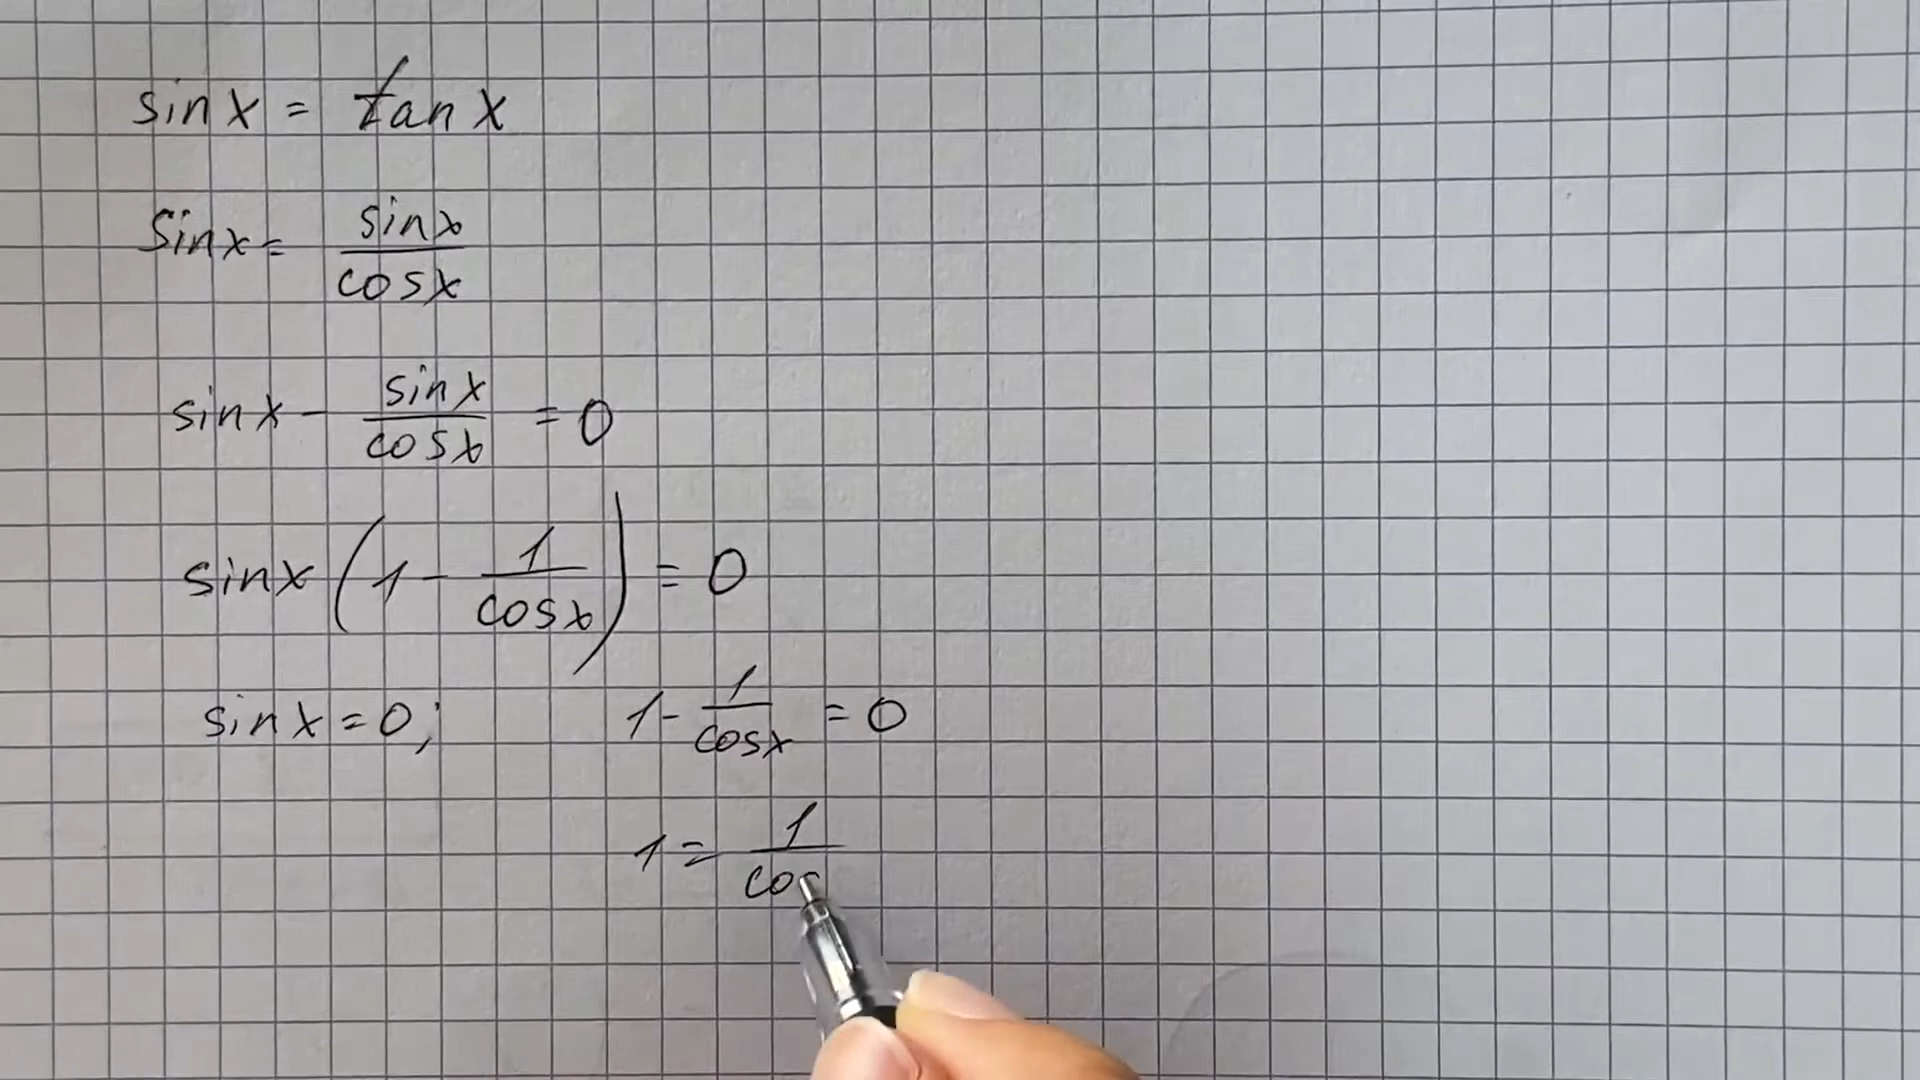 sin x = tan x
Sin x = sin x / cos x
sin x - sin x / cos x = 0
sin x (1 - 1 / cos x) = 0
sin x = 0; 1 - 1 / cos x = 0
1 = 1 / cos